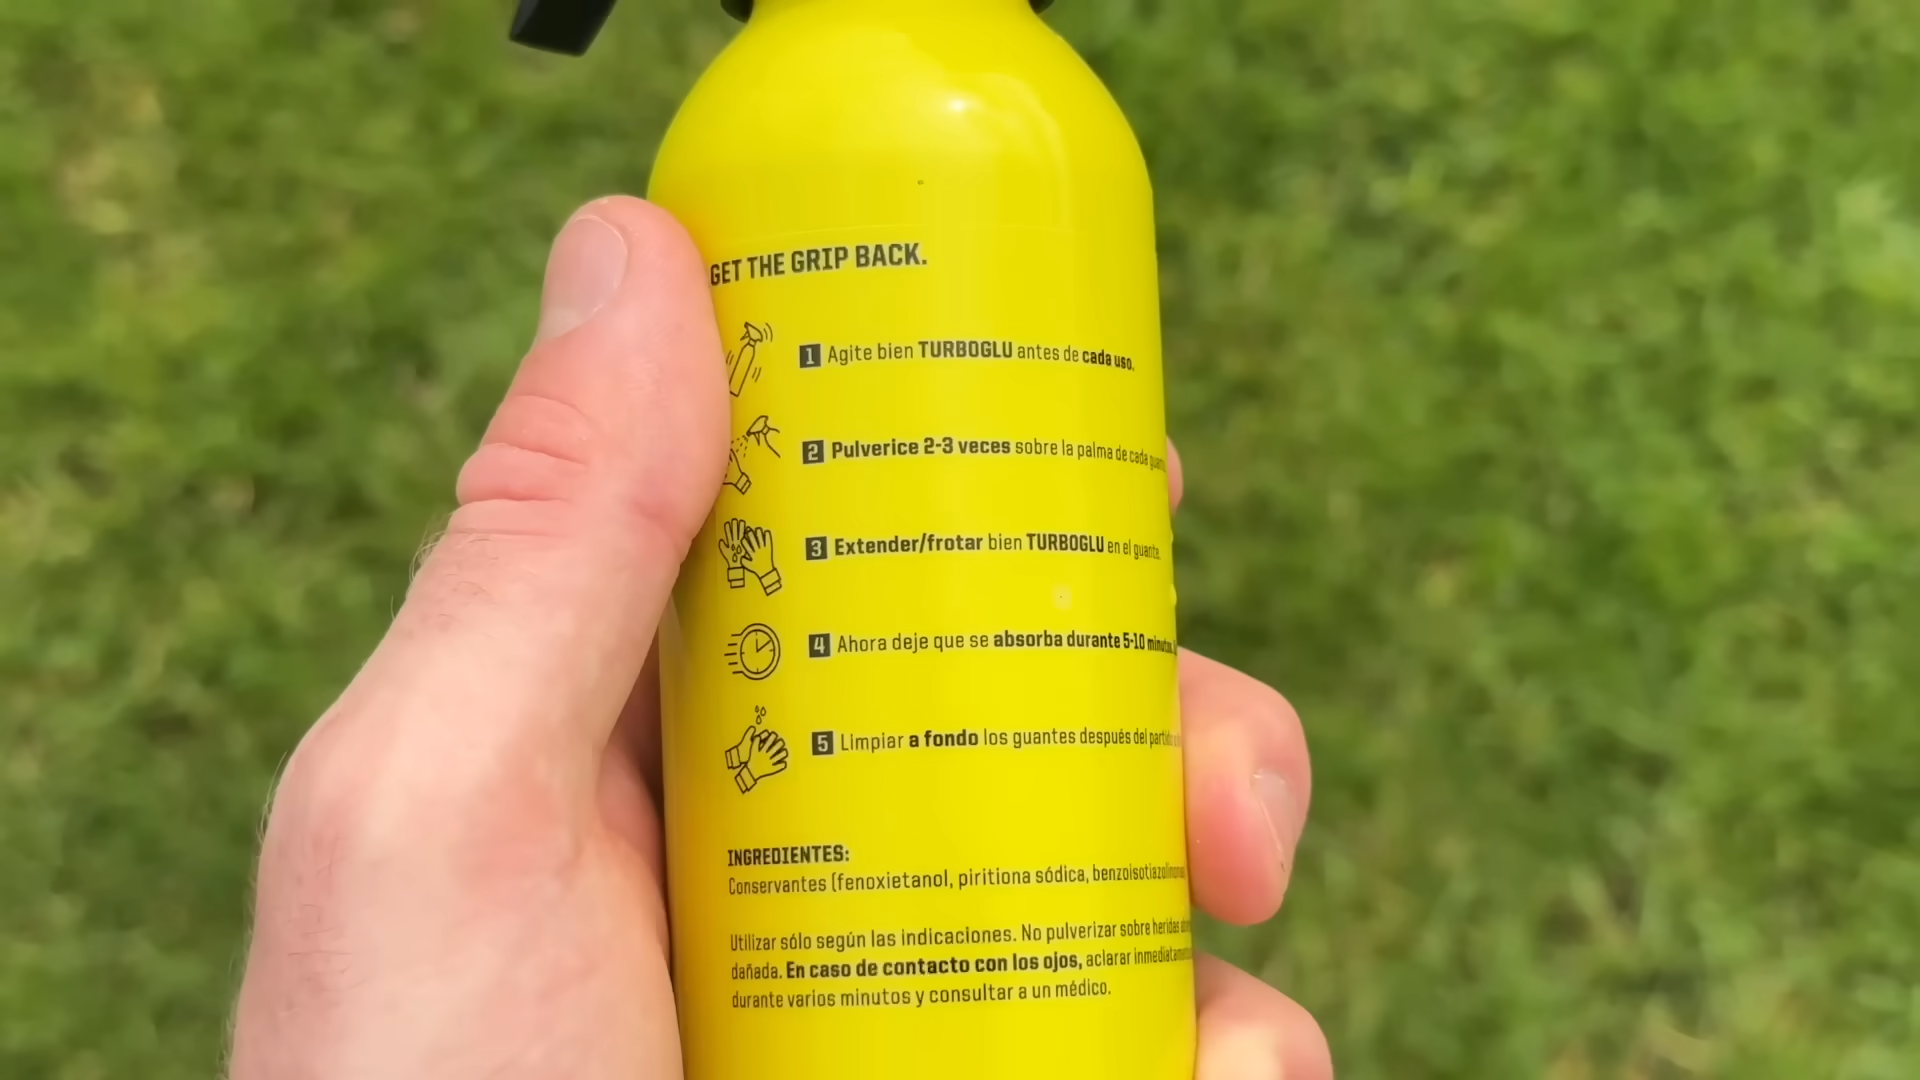 GET THE GRIP BACK.
1 Agite bien TURBOGLU antes de cada uso.
2 Pulverice 2-3 veces sobre la palma de cada
3 Extender/frotar bien TURBOGLU en el guante.
4 Ahora deje que se absorba durante 5-10 minutos.
5 Limpiar a fondo los guantes después del partido
INGREDIENTES:
Conservantes (fenoxietanol, piritiona sódica, benzoisotiazolinona
Utilizar sólo según las indicaciones. No pulverizar sobre heridas
dañada. En caso de contacto con los ojos, aclarar inmediatamente
durante varios minutos y consultar a un médico.